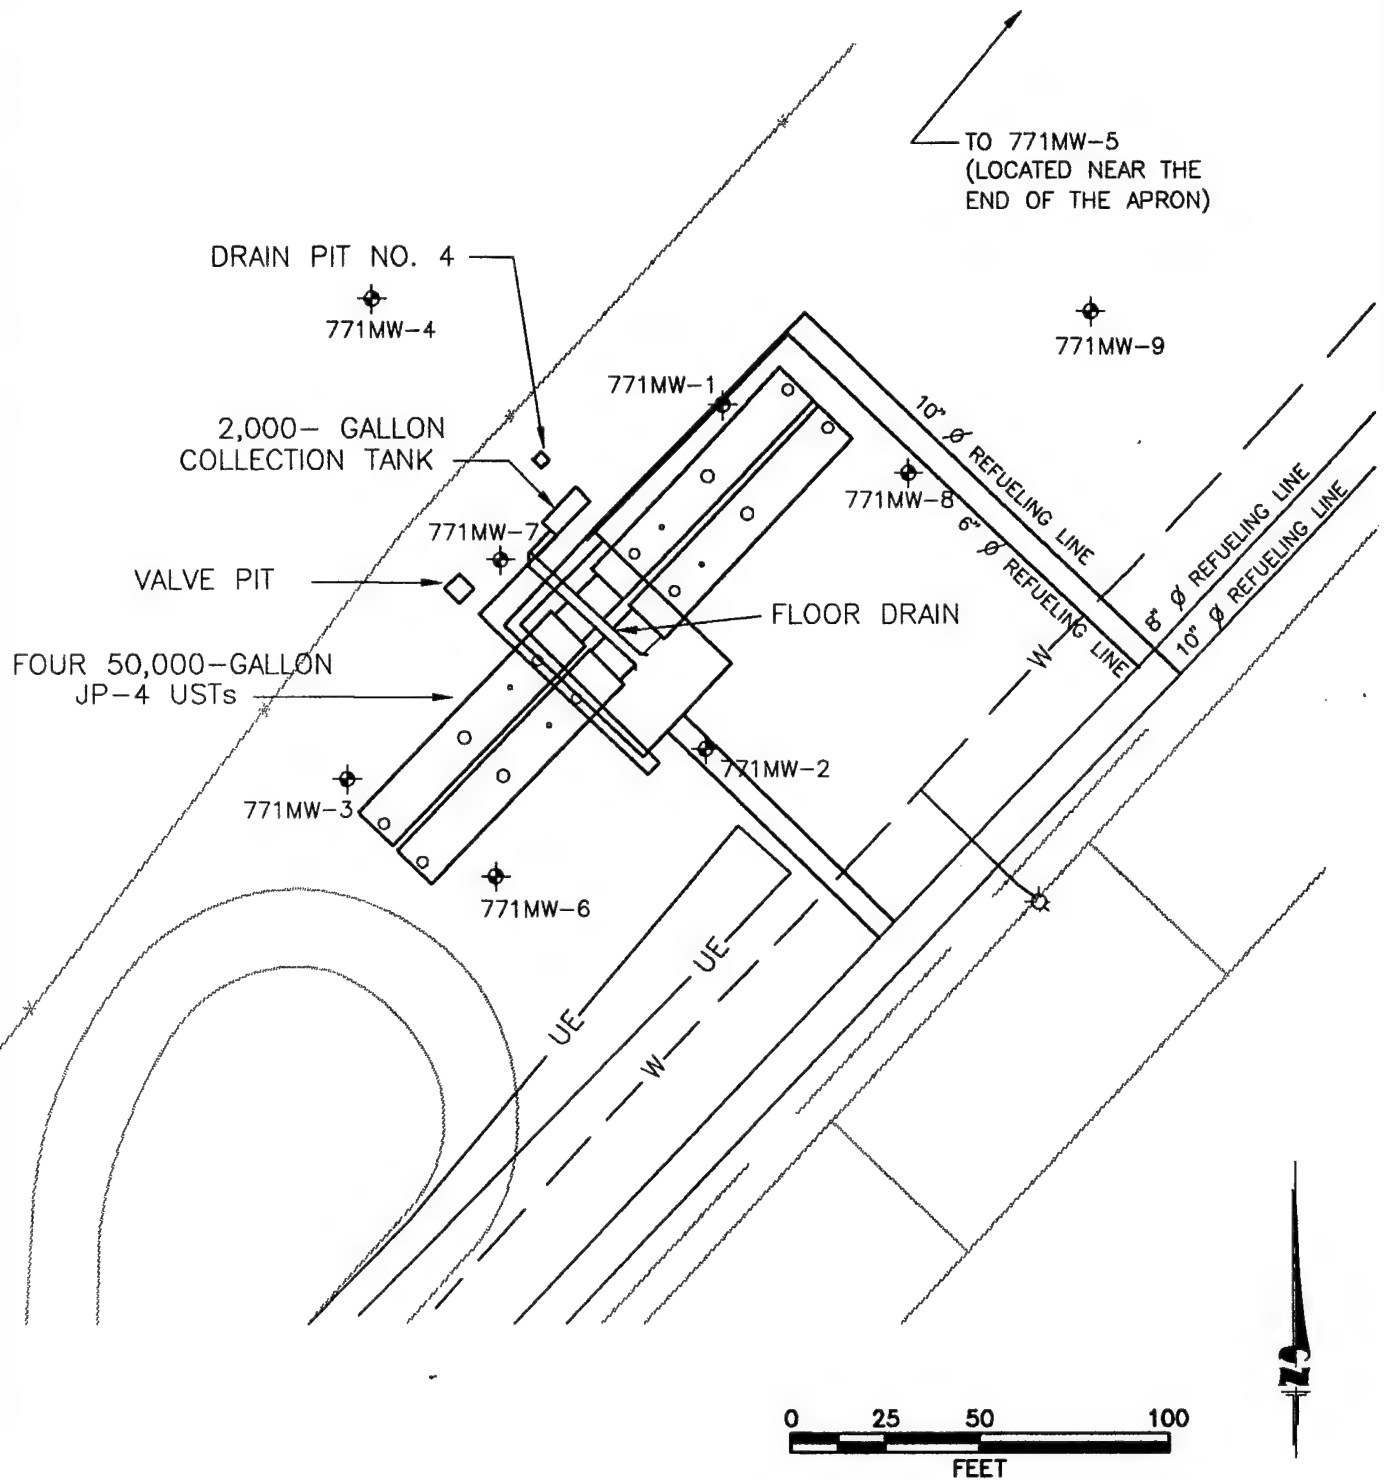 TO 771MW-5
(LOCATED NEAR THE
END OF THE APRON)
DRAIN PIT NO. 4
771MW-4
771MW-9
771MW-1
10" Ø REFUELING LINE
2,000- GALLON
COLLECTION TANK
771MW-8
771MW-7
6" Ø REFUELING LINE
8" Ø REFUELING LINE
10" Ø REFUELING LINE
VALVE PIT
FLOOR DRAIN
W
FOUR 50,000-GALLON
JP-4 USTs
771MW-2
771MW-3
771MW-6
UE
UE
W
N
0 25 50 100
FEET